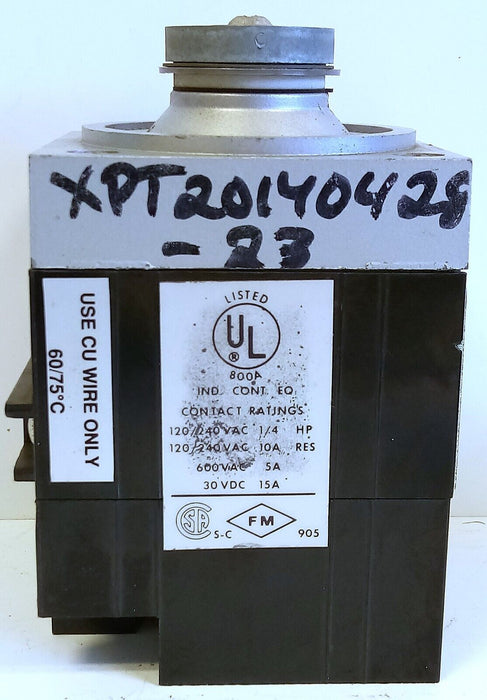 C
XPT20140428
-23
USE CU WIRE ONLY
60/75°C
LISTED
UL
®
800A
IND. CONT. EQ
CONTACT RATINGS
120/240VAC 1/4 HP
120/240VAC 10A RES
600VAC 5A
30VDC 15A
SA S-C FM 905